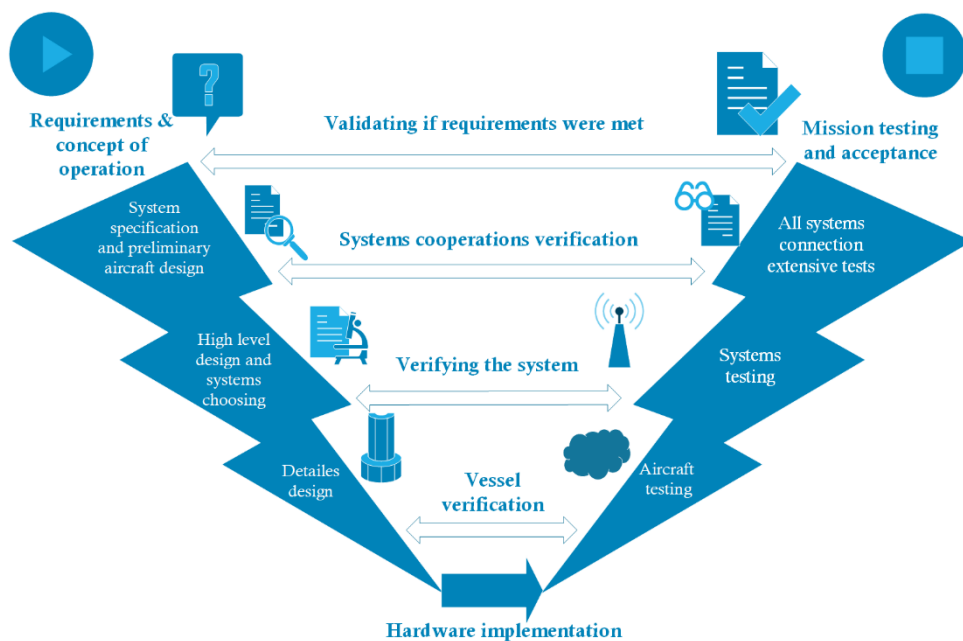 Requirements &
concept of
operation
?
Validating if requirements were met
Mission testing
and acceptance
System
specification
and preliminary
aircraft design
Systems cooperations verification
All systems
connection
extensive tests
High level
design and
systems
choosing
Verifying the system
Systems
testing
Detailes
design
Vessel
verification
Aircraft
testing
Hardware implementation